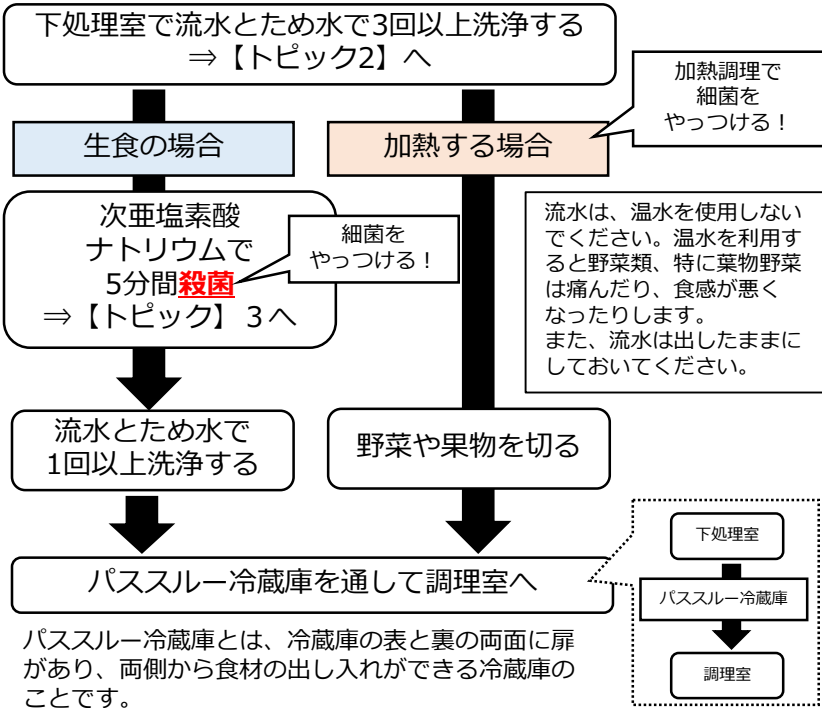 下処理室で流水とため水で3回以上洗浄する
⇒【トピック2】へ
加熱調理で
細菌を
やっつける！
生食の場合
加熱する場合
次亜塩素酸
ナトリウムで
5分間殺菌
⇒【トピック】３へ
細菌を
やっつける！
流水は、温水を使用しない
でください。温水を利用す
ると野菜類、特に葉物野菜
は痛んだり、食感が悪く
なったりします。
また、流水は出したままに
しておいてください。
流水とため水で
1回以上洗浄する
野菜や果物を切る
パススルー冷蔵庫を通して調理室へ
下処理室
パススルー冷蔵庫
調理室
パススルー冷蔵庫とは、冷蔵庫の表と裏の両面に扉
があり、両側から食材の出し入れができる冷蔵庫の
ことです。